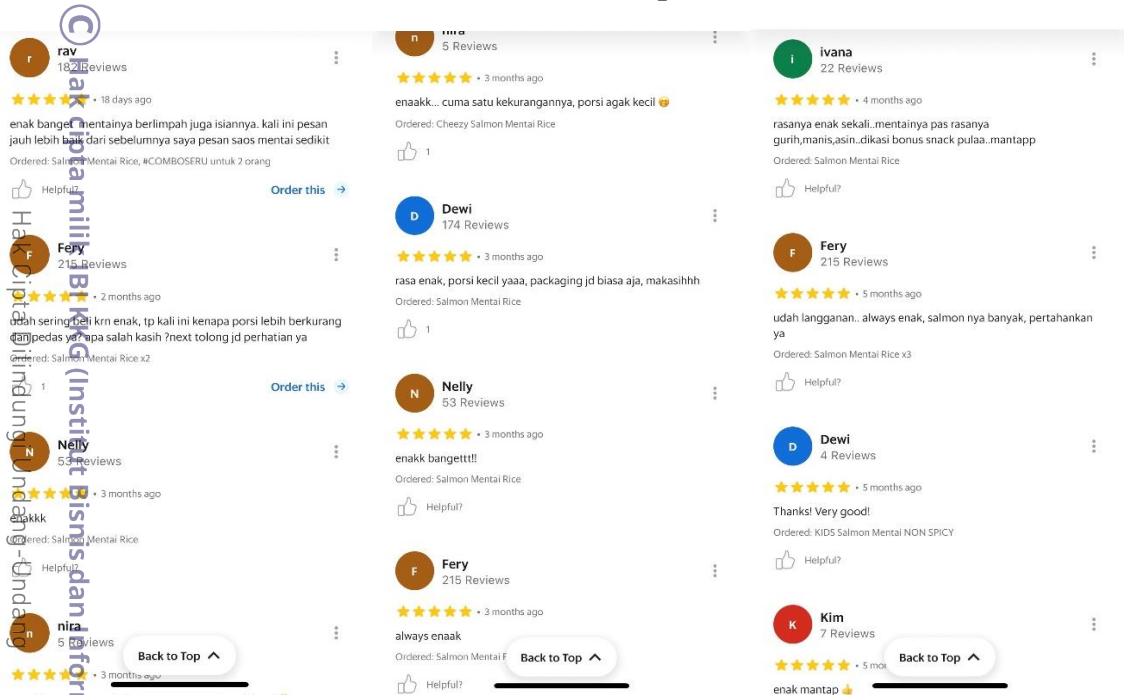 © Hak cipta milik IBI KKG (Institut Bisnis dan Infor
Hak Cipta Dilindungi Undang-Undang
r
rav
182 Reviews
• 18 days ago
enak banget mentainya berlimpah juga isiannya. kali ini pesan
jauh lebih baik dari sebelumnya saya pesan saos mentai sedikit
Ordered: Salmon Mentai Rice, #COMBOSERU untuk 2 orang
Helpful?
Order this
F
Fery
215 Reviews
• 2 months ago
udah sering beli krn enak, tp kali ini kenapa porsi lebih berkurang
dan pedas ya? apa salah kasih ?next tolong jd perhatian ya
Ordered: Salmon Mentai Rice x2
1
Order this
N
Nelly
53 Reviews
• 3 months ago
enakkk
Ordered: Salmon Mentai Rice
Helpful?
n
nira
5 Reviews
• 3 months ago
Back to Top
n
nira
5 Reviews
• 3 months ago
enaakk... cuma satu kekurangannya, porsi agak kecil 🤭
Ordered: Cheezy Salmon Mentai Rice
1
D
Dewi
174 Reviews
• 3 months ago
rasa enak, porsi kecil yaaa, packaging jd biasa aja, makasihhh
Ordered: Salmon Mentai Rice
1
N
Nelly
53 Reviews
• 3 months ago
enakk bangettt!!
Ordered: Salmon Mentai Rice
Helpful?
F
Fery
215 Reviews
• 3 months ago
always enaak
Ordered: Salmon Mentai
Back to Top
Helpful?
i
ivana
22 Reviews
• 4 months ago
rasanya enak sekali..mentainya pas rasanya
gurih,manis,asin..dikasi bonus snack pulaa..mantapp
Ordered: Salmon Mentai Rice
Helpful?
F
Fery
215 Reviews
• 5 months ago
udah langganan.. always enak, salmon nya banyak, pertahankan
ya
Ordered: Salmon Mentai Rice x3
Helpful?
D
Dewi
4 Reviews
• 5 months ago
Thanks! Very good!
Ordered: KIDS Salmon Mentai NON SPICY
Helpful?
K
Kim
7 Reviews
• 5 mo
Back to Top
enak mantap 👍